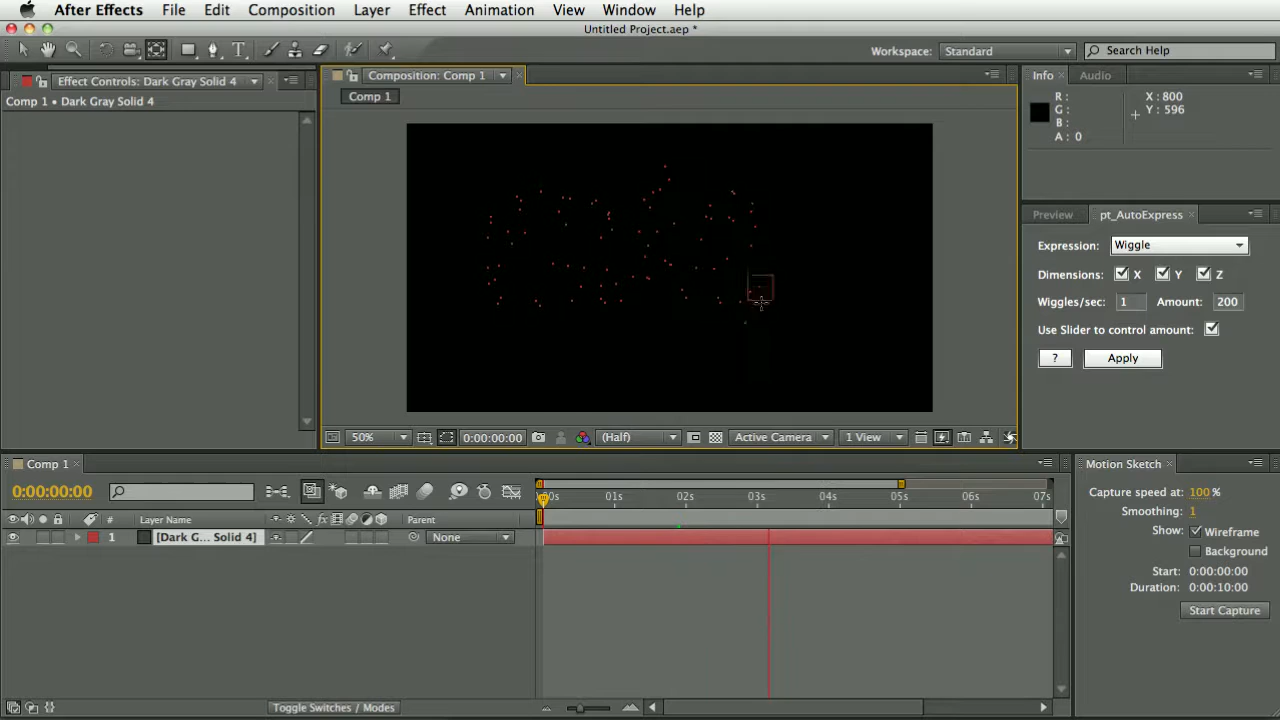 After Effects File Edit Composition Layer Effect Animation View Window Help
Untitled Project.aep *
Workspace: Standard Search Help
Effect Controls: Dark Gray Solid 4
Comp 1 • Dark Gray Solid 4
Composition: Comp 1
Comp 1
Info Audio
R:
G:
B:
A: 0
X: 800
Y: 596
Preview pt_AutoExpress
Expression: Wiggle
Dimensions: X Y Z
Wiggles/sec: 1 Amount: 200
Use Slider to control amount:
? Apply
50% 0:00:00:00 (Half) Active Camera 1 View
Comp 1
0:00:00:00
00s 01s 02s 03s 04s 05s 06s 07s
# Layer Name Parent
1 [Dark G... Solid 4] None
Toggle Switches / Modes
Motion Sketch
Capture speed at: 100 %
Smoothing: 1
Show: Wireframe
Background
Start: 0:00:00:00
Duration: 0:00:10:00
Start Capture